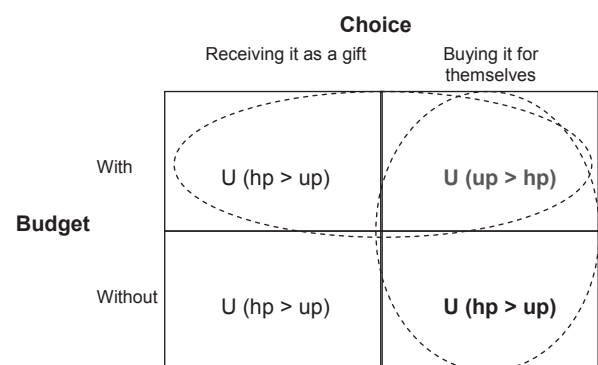 Choice
Receiving it as a gift
Buying it for
themselves
With
U (hp > up)
U (up > hp)
Budget
Without
U (hp > up)
U (hp > up)